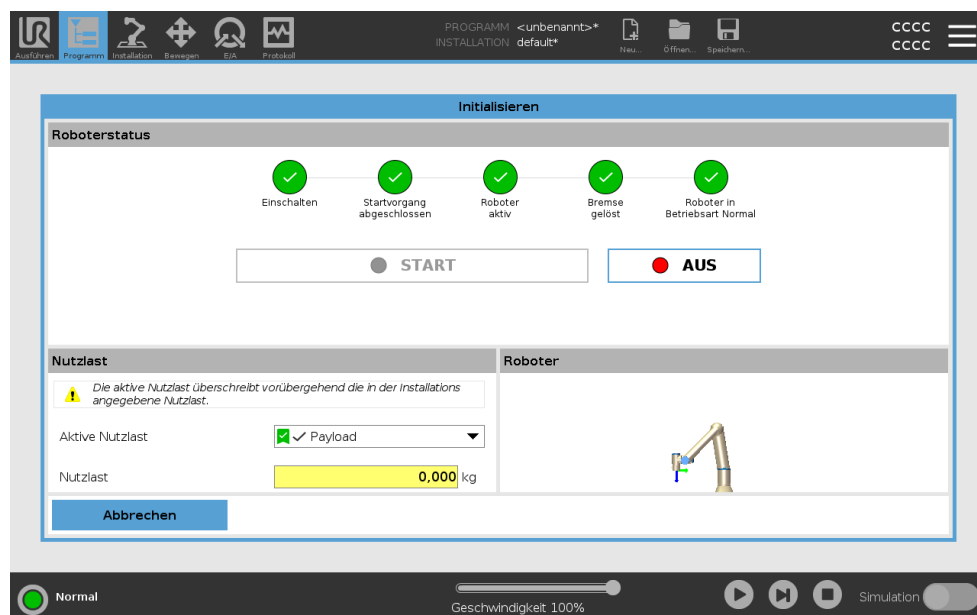 PROGRAMM <unbenannt>*
INSTALLATION default*
UR
Ausführen
Programm
Installation
Bewegen
E/A
Protokoll
Neu...
Öffnen...
Speichern...
CCCC
CCCC
Initialisieren
Roboterstatus
Einschalten
Startvorgang
abgeschlossen
Roboter
aktiv
Bremse
gelöst
Roboter in
Betriebsart Normal
START
AUS
Nutzlast
Roboter
Die aktive Nutzlast überschreibt vorübergehend die in der Installations
angegebene Nutzlast.
Aktive Nutzlast
Payload
Nutzlast
0,000 kg
Abbrechen
Normal
Geschwindigkeit 100%
Simulation